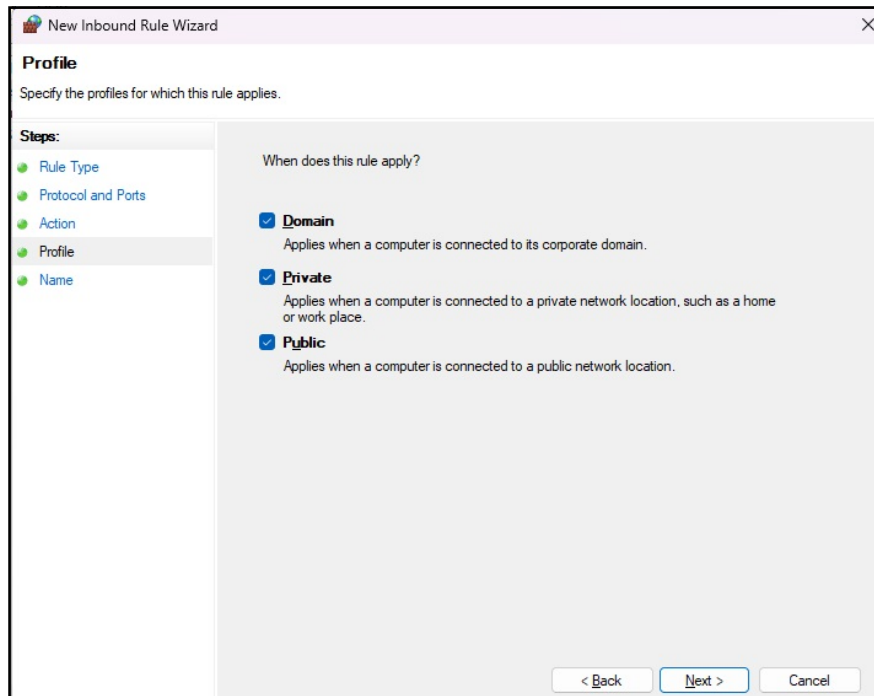 New Inbound Rule Wizard
Profile
Specify the profiles for which this rule applies.
Steps:
Rule Type
Protocol and Ports
Action
Profile
Name
When does this rule apply?
Domain
Applies when a computer is connected to its corporate domain.
Private
Applies when a computer is connected to a private network location, such as a home
or work place.
Public
Applies when a computer is connected to a public network location.
< Back
Next >
Cancel